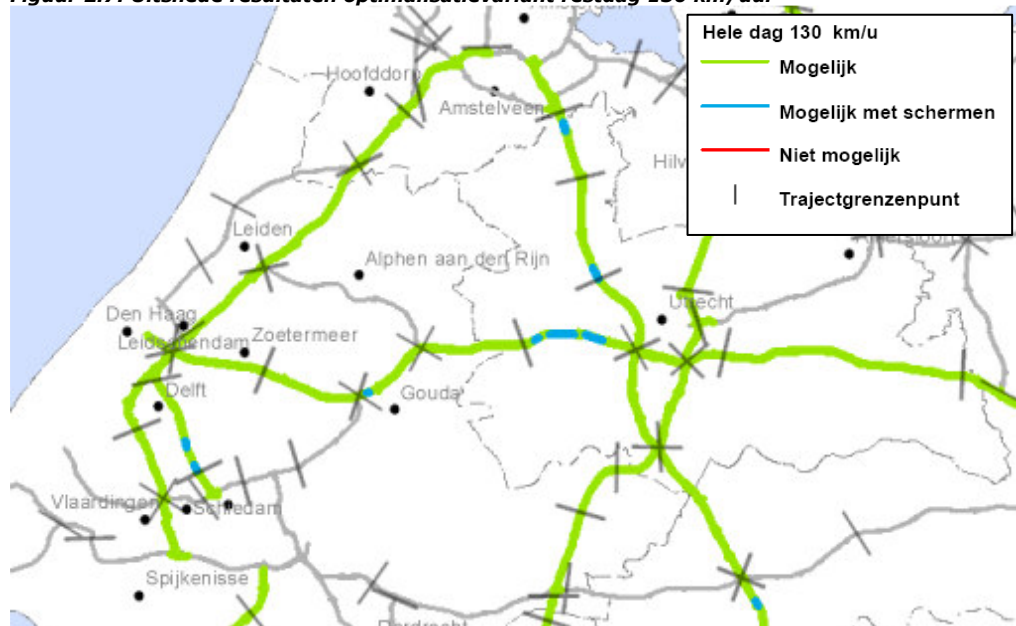 Hele dag 130 km/u
Mogelijk
Mogelijk met schermen
Niet mogelijk
Trajectgrenzenpunt
Hoofddorp
Amstelveen
Hilv
Leiden
Alphen aan den Rijn
Utrecht
Den Haag
Leidschendam
Zoetermeer
Delft
Gouda
Vlaardingen
Schiedam
Spijkenisse